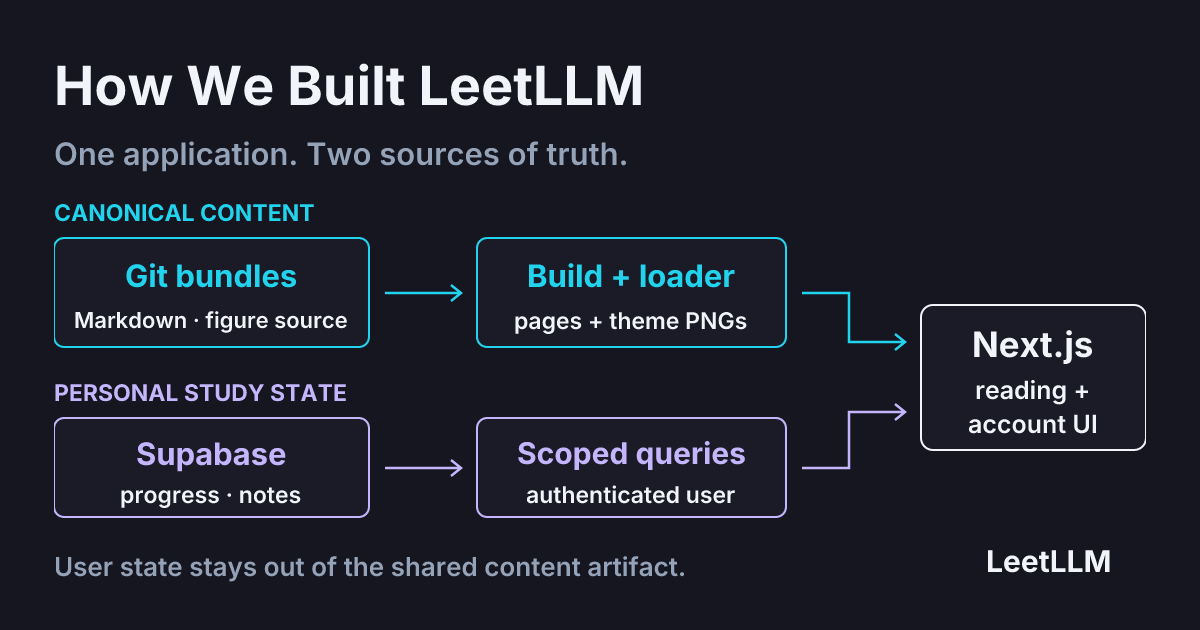 How We Built LeetLLM
One application. Two sources of truth.
CANONICAL CONTENT
Git bundles
Markdown · figure source
Build + loader
pages + theme PNGs
Next.js
reading +
account UI
PERSONAL STUDY STATE
Supabase
progress · notes
Scoped queries
authenticated user
User state stays out of the shared content artifact.
LeetLLM